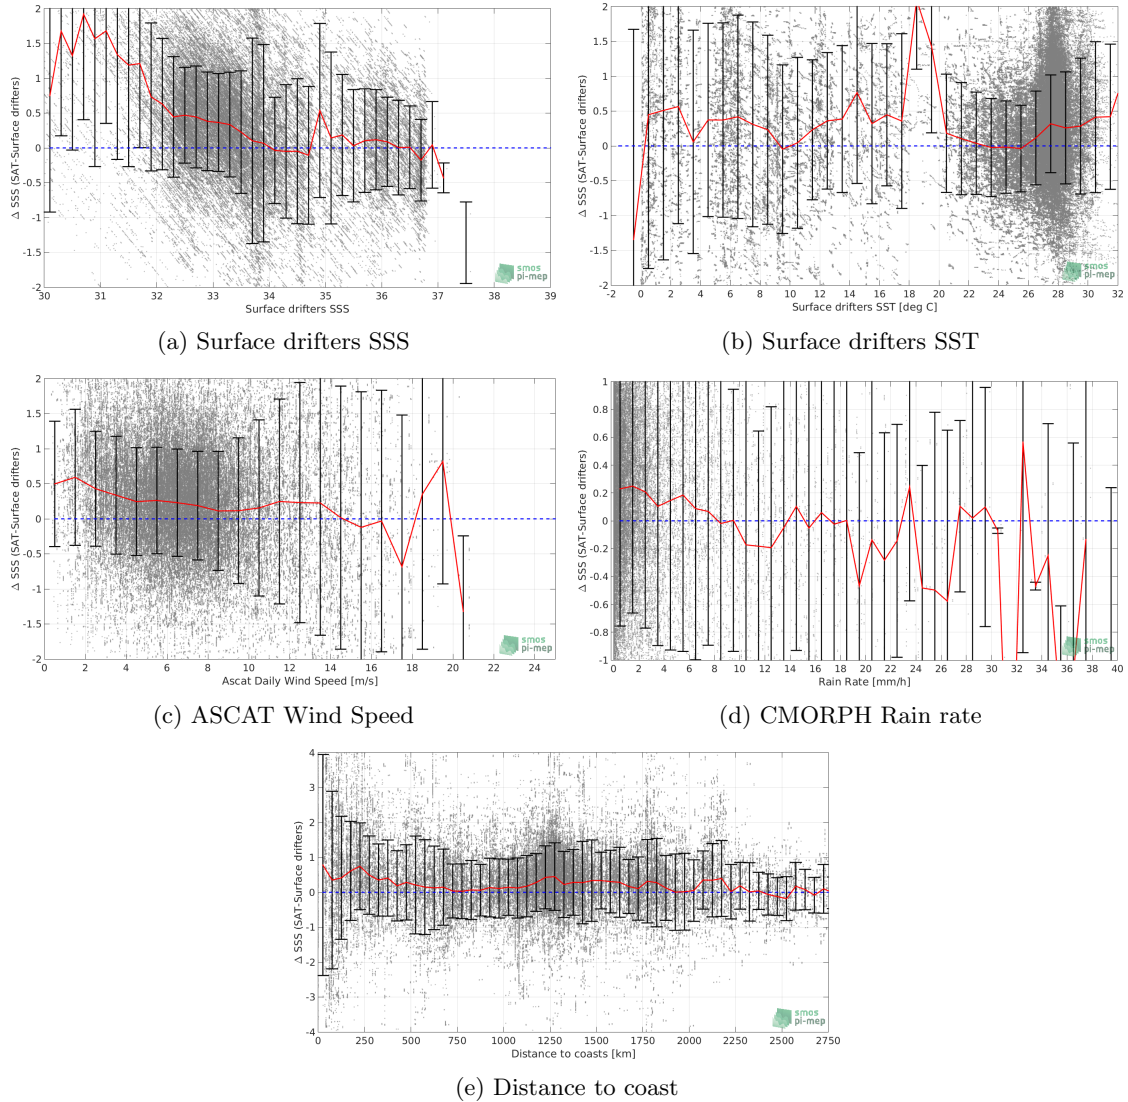 2
1.5
1
0.5
0
-0.5
-1
-1.5
-2
Δ SSS (SAT-Surface drifters)
30 31 32 33 34 35 36 37 38 39
Surface drifters SSS
smos
pi-mep
(a) Surface drifters SSS
2
1.5
1
0.5
0
-0.5
-1
-1.5
-2
Δ SSS (SAT-Surface drifters)
-2 0 2 4 6 8 10 12 14 16 18 20 22 24 26 28 30 32
Surface drifters SST [deg C]
smos
pi-mep
(b) Surface drifters SST
2
1.5
1
0.5
0
-0.5
-1
-1.5
-2
Δ SSS (SAT-Surface drifters)
0 2 4 6 8 10 12 14 16 18 20 22 24
Ascat Daily Wind Speed [m/s]
smos
pi-mep
(c) ASCAT Wind Speed
1
0.8
0.6
0.4
0.2
0
-0.2
-0.4
-0.6
-0.8
-1
Δ SSS (SAT-Surface drifters)
0 2 4 6 8 10 12 14 16 18 20 22 24 26 28 30 32 34 36 38 40
Rain Rate [mm/h]
smos
pi-mep
(d) CMORPH Rain rate
4
3
2
1
0
-1
-2
-3
-4
Δ SSS (SAT-Surface drifters)
0 250 500 750 1000 1250 1500 1750 2000 2250 2500 2750
Distance to coasts [km]
smos
pi-mep
(e) Distance to coast